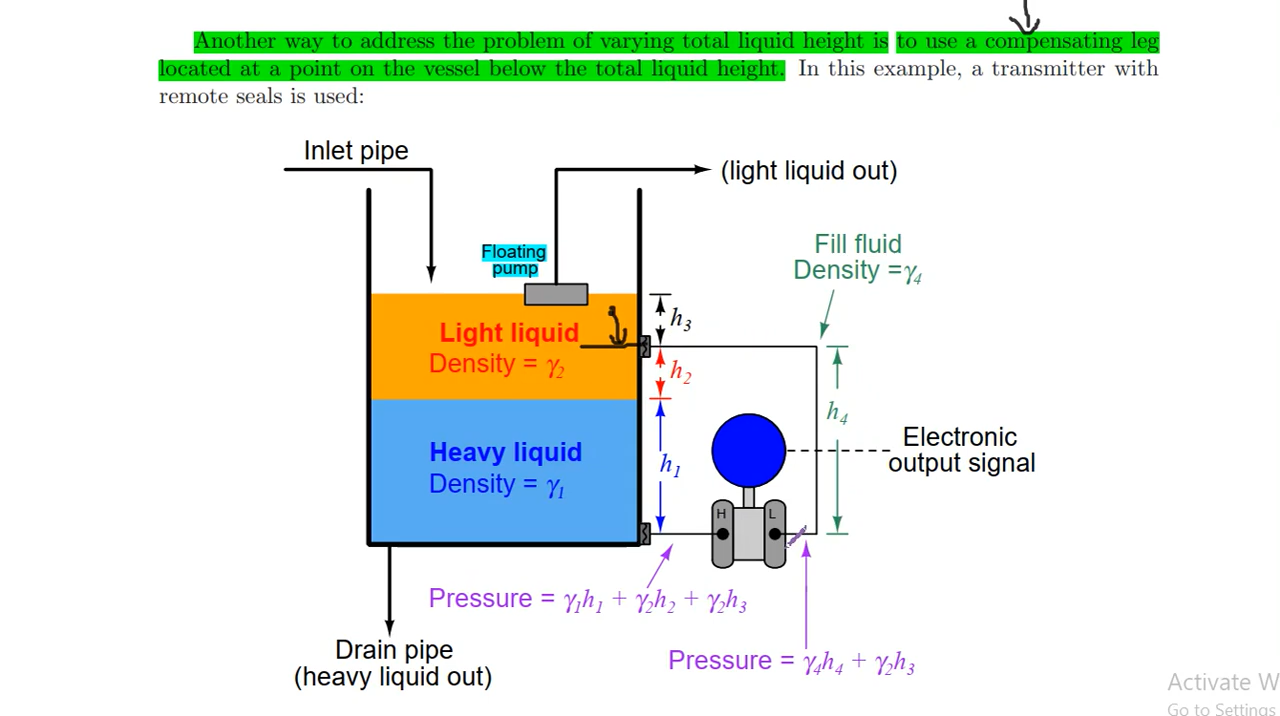 Another way to address the problem of varying total liquid height is to use a compensating leg
located at a point on the vessel below the total liquid height. In this example, a transmitter with
remote seals is used:
Inlet pipe
(light liquid out)
Floating
pump
Fill fluid
Density =γ4
h3
Light liquid
Density = γ2
h2
h4
Heavy liquid
Density = γ1
h1
Electronic
output signal
H
L
Pressure = γ1h1 + γ2h2 + γ2h3
Drain pipe
(heavy liquid out)
Pressure = γ4h4 + γ2h3
Activate W
Go to Settings